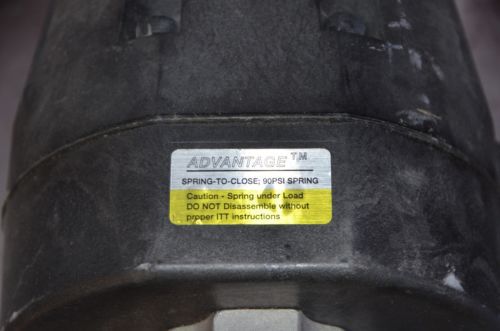 ADVANTAGE™
SPRING-TO-CLOSE; 90PSI SPRING
Caution - Spring under Load
DO NOT Disassemble without
proper ITT instructions